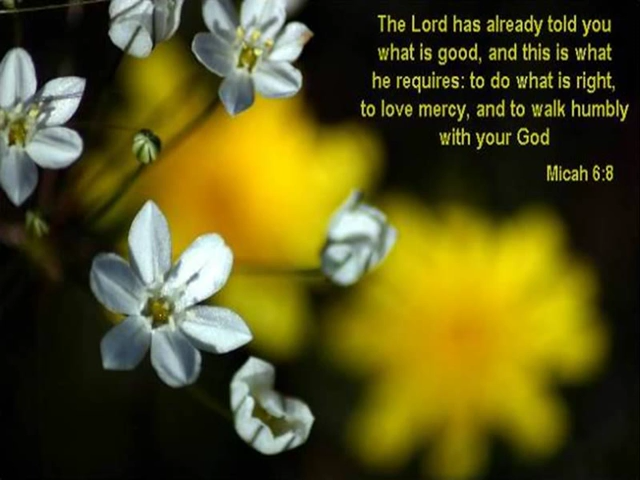 The Lord has already told you
what is good, and this is what
he requires: to do what is right,
to love mercy, and to walk humbly
with your God
Micah 6:8